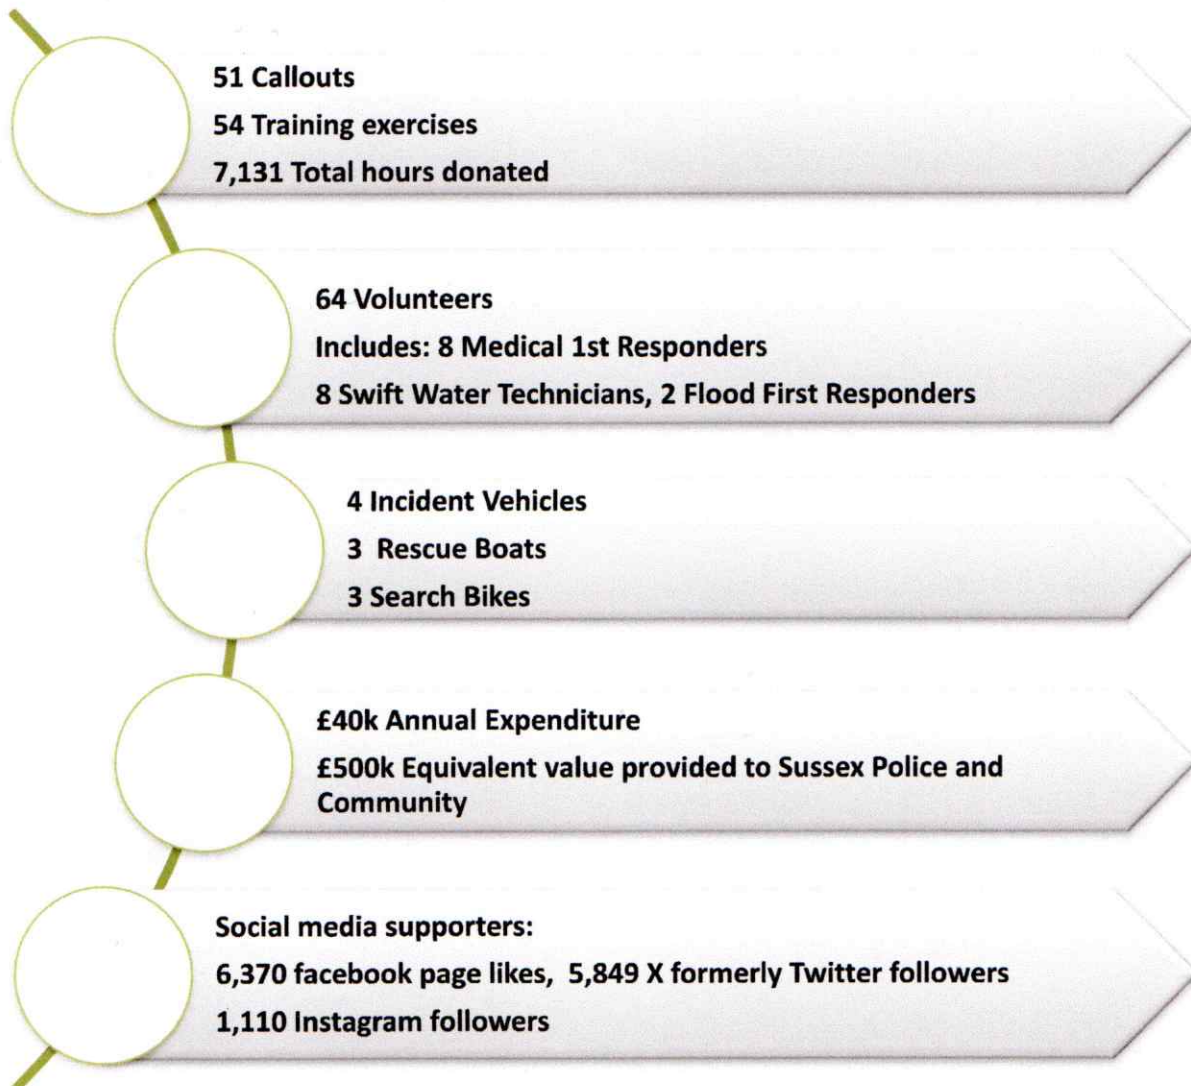 51 Callouts
54 Training exercises
7,131 Total hours donated
64 Volunteers
Includes: 8 Medical 1st Responders
8 Swift Water Technicians, 2 Flood First Responders
4 Incident Vehicles
3 Rescue Boats
3 Search Bikes
£40k Annual Expenditure
£500k Equivalent value provided to Sussex Police and
Community
Social media supporters:
6,370 facebook page likes, 5,849 X formerly Twitter followers
1,110 Instagram followers